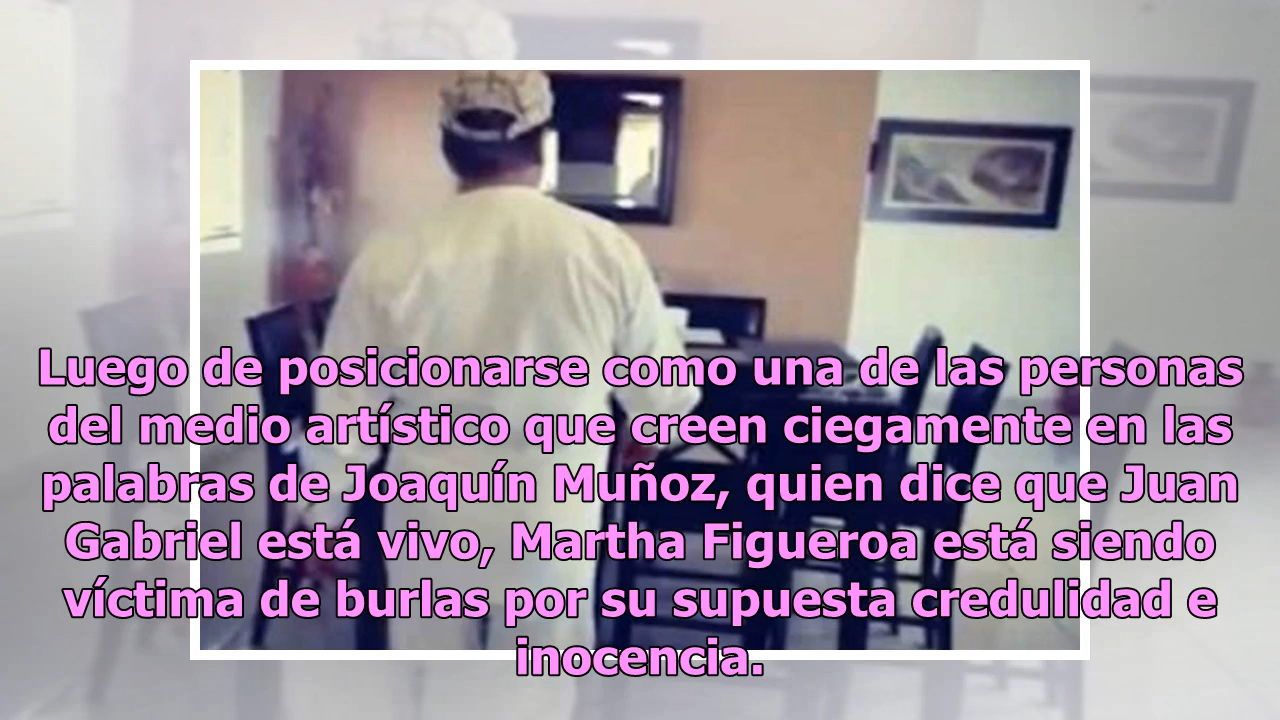 Luego de posicionarse como una de las personas
del medio artístico que creen ciegamente en las
palabras de Joaquín Muñoz, quien dice que Juan
Gabriel está vivo, Martha Figueroa está siendo
víctima de burlas por su supuesta credulidad e
inocencia.